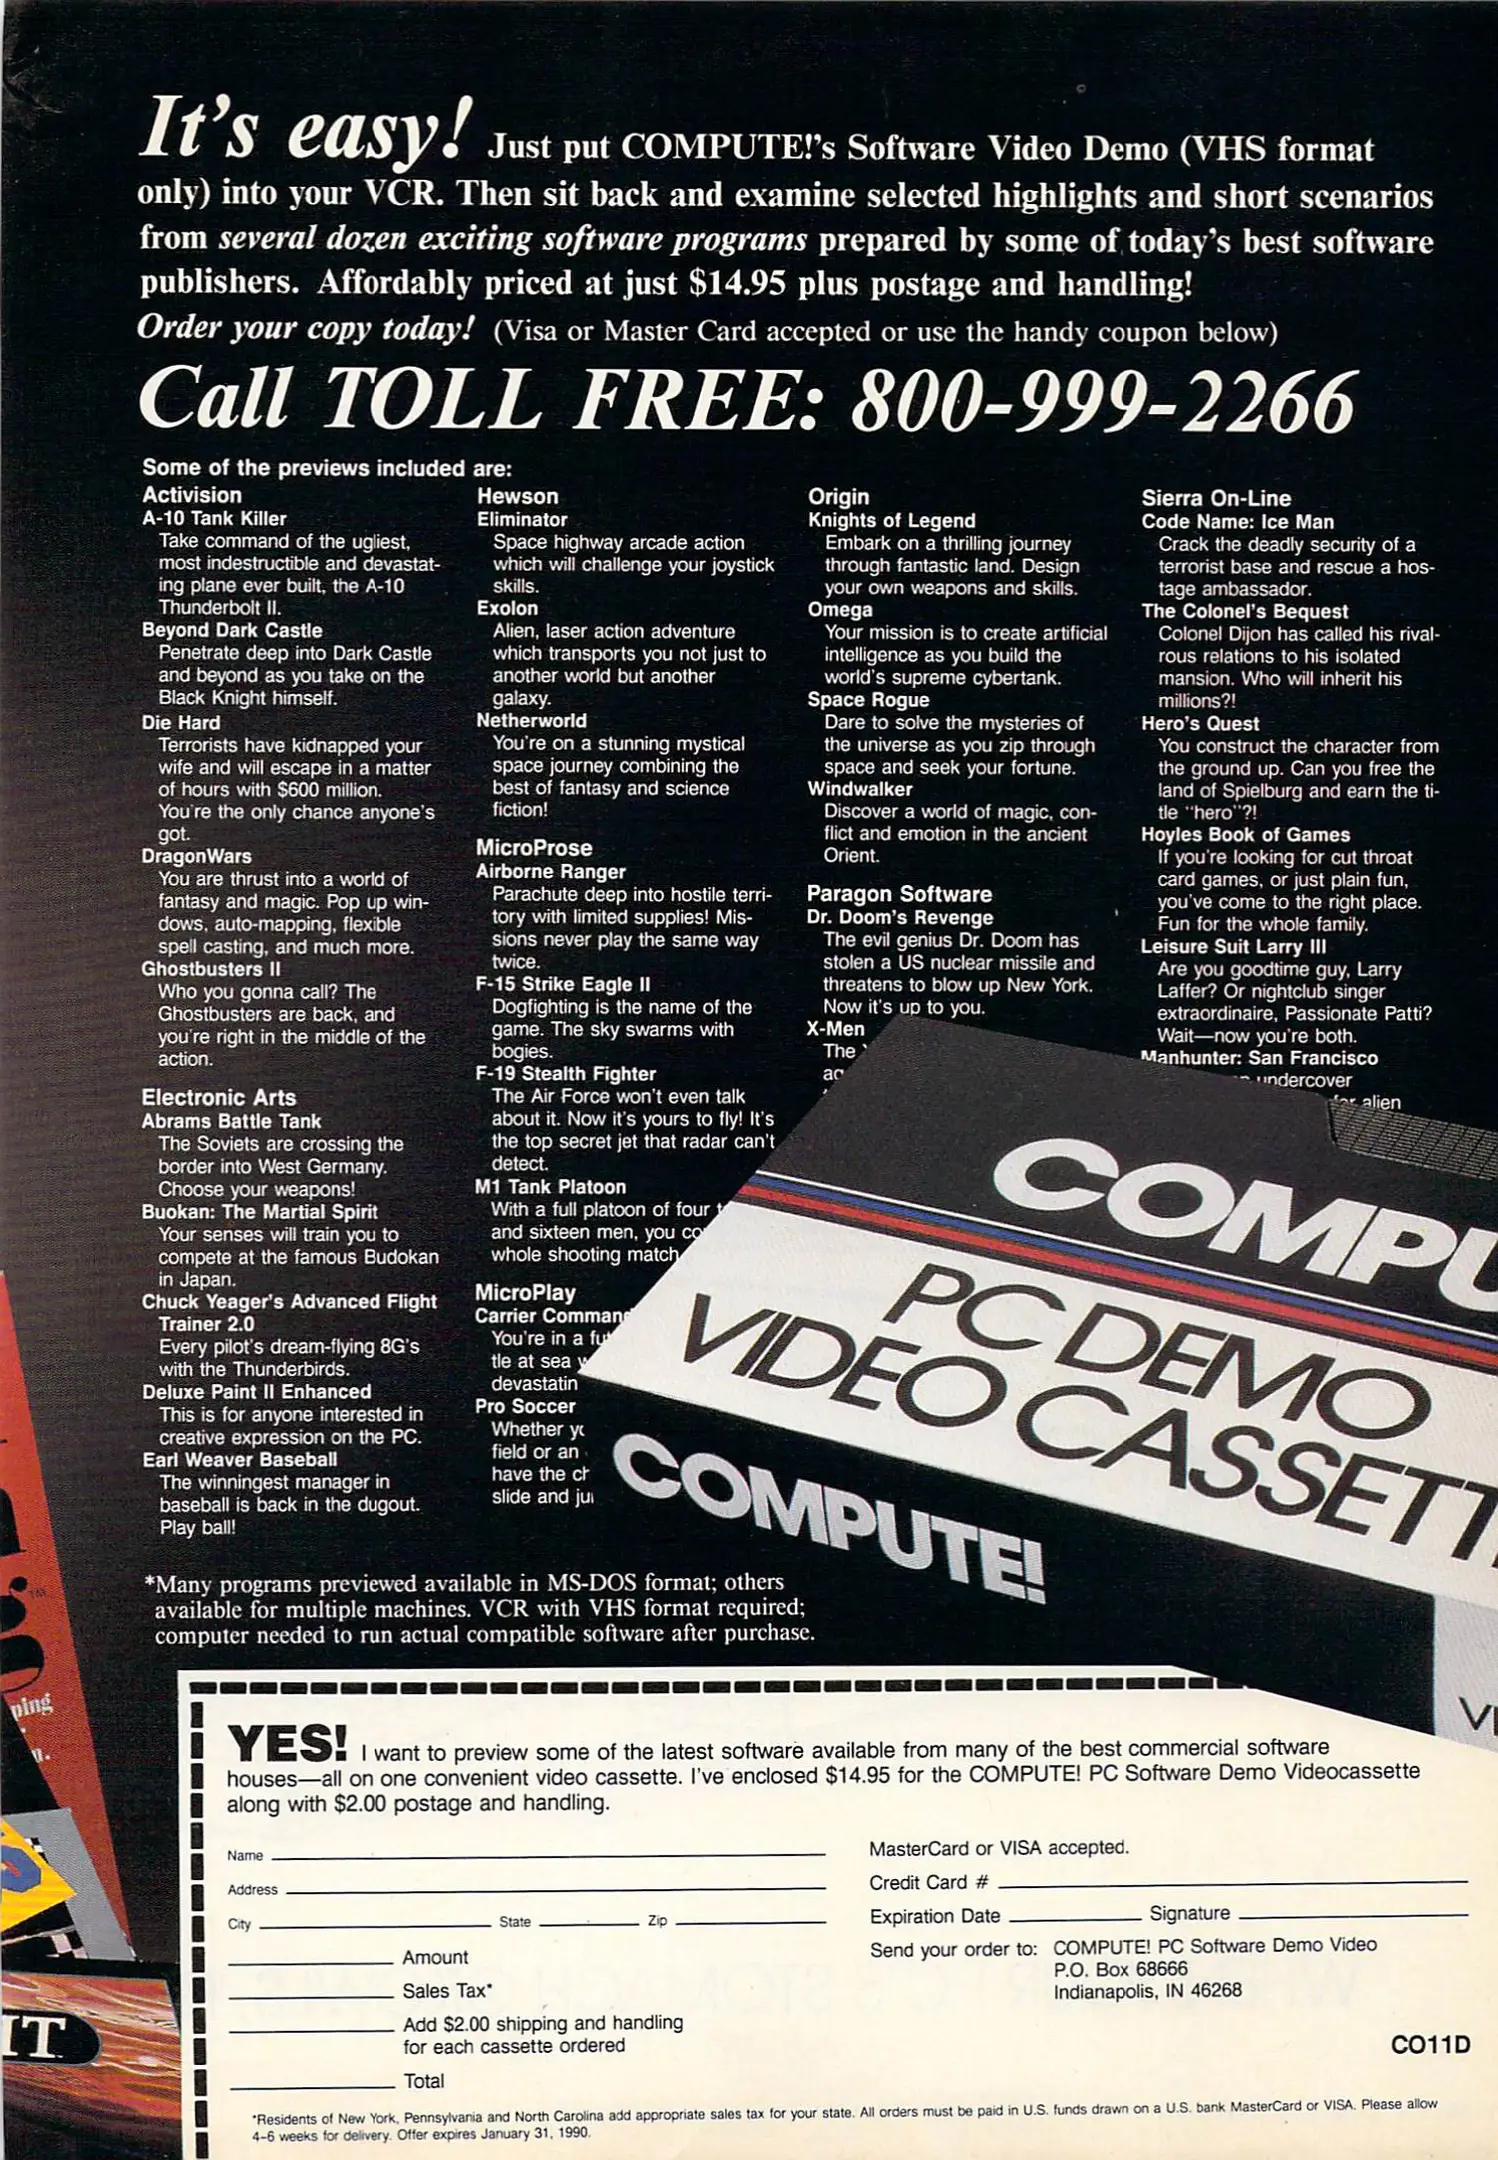 It's easy! Just put COMPUTE!'s Software Video Demo (VHS format
only) into your VCR. Then sit back and examine selected highlights and short scenarios
from several dozen exciting software programs prepared by some of today's best software
publishers. Affordably priced at just $14.95 plus postage and handling!
Order your copy today! (Visa or Master Card accepted or use the handy coupon below)
Call TOLL FREE: 800-999-2266
Some of the previews included are:
Activision
A-10 Tank Killer
Take command of the ugliest,
most indestructible and devastat-
ing plane ever built, the A-10
Thunderbolt II.
Beyond Dark Castle
Penetrate deep into Dark Castle
and beyond as you take on the
Black Knight himself.
Die Hard
Terrorists have kidnapped your
wife and will escape in a matter
of hours with $600 million.
You're the only chance anyone's
got.
DragonWars
You are thrust into a world of
fantasy and magic. Pop up win-
dows, auto-mapping, flexible
spell casting, and much more.
Ghostbusters II
Who you gonna call? The
Ghostbusters are back, and
you're right in the middle of the
action.
Electronic Arts
Abrams Battle Tank
The Soviets are crossing the
border into West Germany.
Choose your weapons!
Buokan: The Martial Spirit
Your senses will train you to
compete at the famous Budokan
in Japan.
Chuck Yeager's Advanced Flight
Trainer 2.0
Every pilot's dream-flying 8G's
with the Thunderbirds.
Deluxe Paint II Enhanced
This is for anyone interested in
creative expression on the PC.
Earl Weaver Baseball
The winningest manager in
baseball is back in the dugout.
Play ball!
Hewson
Eliminator
Space highway arcade action
which will challenge your joystick
skills.
Exolon
Alien, laser action adventure
which transports you not just to
another world but another
galaxy.
Netherworld
You're on a stunning mystical
space journey combining the
best of fantasy and science
fiction!
MicroProse
Airborne Ranger
Parachute deep into hostile terri-
tory with limited supplies! Mis-
sions never play the same way
twice.
F-15 Strike Eagle II
Dogfighting is the name of the
game. The sky swarms with
bogies.
F-19 Stealth Fighter
The Air Force won't even talk
about it. Now it's yours to fly! It's
the top secret jet that radar can't
detect.
M1 Tank Platoon
With a full platoon of four
and sixteen men, you
whole shooting match
MicroPlay
Carrier Comman
You're in a
tle at sea
devastatin
Pro Soccer
Whether
field or an
have the
slide and
Origin
Knights of Legend
Embark on a thrilling journey
through fantastic land. Design
your own weapons and skills.
Omega
Your mission is to create artificial
intelligence as you build the
world's supreme cybertank.
Space Rogue
Dare to solve the mysteries of
the universe as you zip through
space and seek your fortune.
Windwalker
Discover a world of magic, con-
flict and emotion in the ancient
Orient.
Paragon Software
Dr. Doom's Revenge
The evil genius Dr. Doom has
stolen a US nuclear missile and
threatens to blow up New York.
Now it's up to you.
X-Men
The
Sierra On-Line
Code Name: Ice Man
Crack the deadly security of a
terrorist base and rescue a hos-
tage ambassador.
The Colonel's Bequest
Colonel Dijon has called his rival-
rous relations to his isolated
mansion. Who will inherit his
millions?!
Hero's Quest
You construct the character from
the ground up. Can you free the
land of Spielburg and earn the ti-
tle "hero"?!
Hoyles Book of Games
If you're looking for cut throat
card games, or just plain fun,
you've come to the right place.
Fun for the whole family.
Leisure Suit Larry III
Are you goodtime guy, Larry
Laffer? Or nightclub singer
extraordinaire, Passionate Patti?
Wait—now you're both.
Manhunter: San Francisco
undercover
alien
COMPU
PC DEMO
VIDEO CASSETT
COMPUTE!
*Many programs previewed available in MS-DOS format; others
available for multiple machines. VCR with VHS format required;
computer needed to run actual compatible software after purchase.
YES! I want to preview some of the latest software available from many of the best commercial software
houses—all on one convenient video cassette. I've enclosed $14.95 for the COMPUTE! PC Software Demo Videocassette
along with $2.00 postage and handling.
Name
Address
City State Zip
Amount
Sales Tax*
Add $2.00 shipping and handling
for each cassette ordered
Total
MasterCard or VISA accepted.
Credit Card #
Expiration Date Signature
Send your order to: COMPUTE! PC Software Demo Video
P.O. Box 68666
Indianapolis, IN 46268
CO11D
*Residents of New York, Pennsylvania and North Carolina add appropriate sales tax for your state. All orders must be paid in U.S. funds drawn on a U.S. bank MasterCard or VISA. Please allow
4-6 weeks for delivery. Offer expires January 31, 1990.
ping
IT